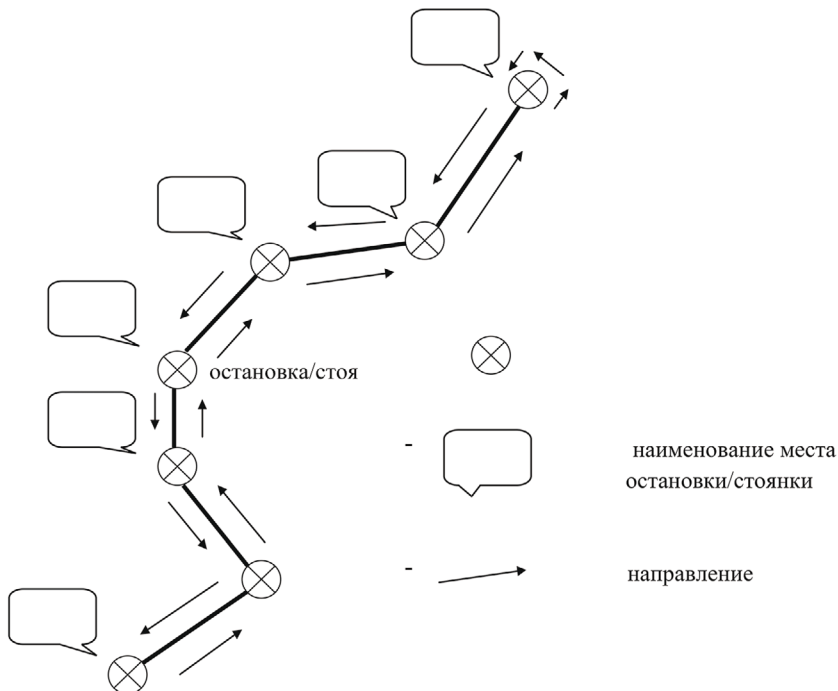 остановка/стоя
- наименование места
остановки/стоянки
- направление